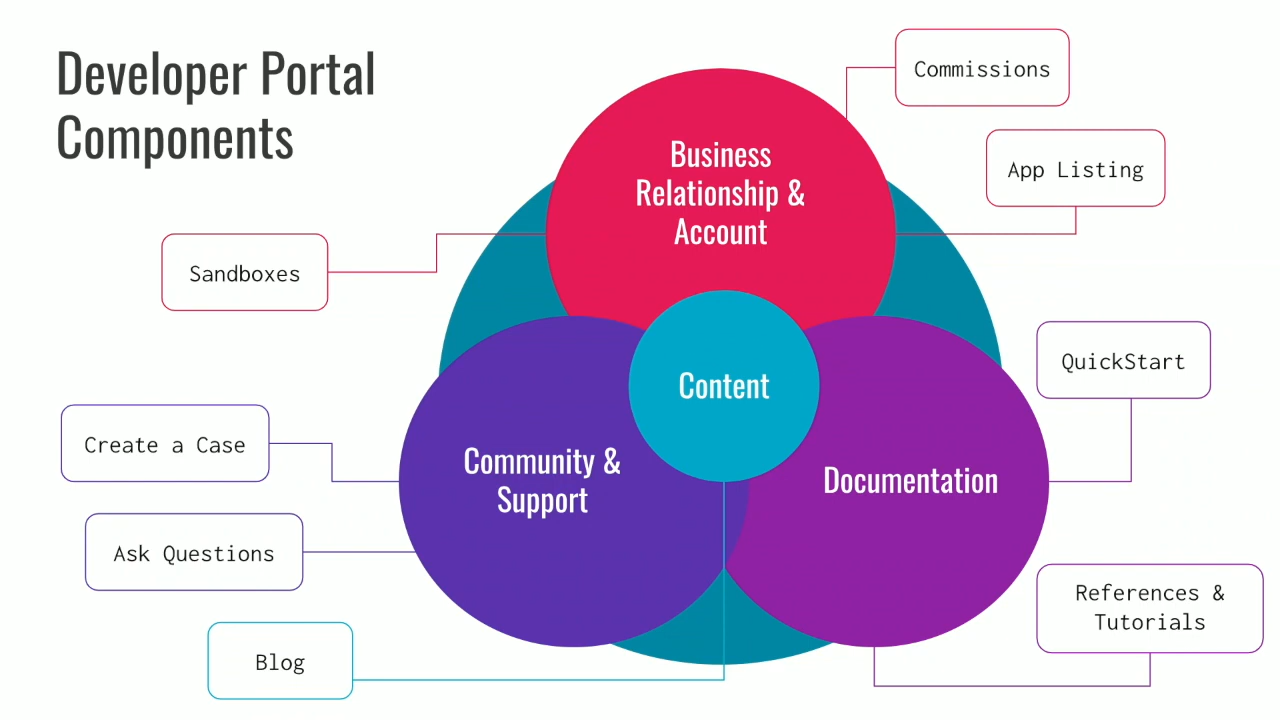 Developer Portal
Components
Commissions
Business
Relationship &
Account
App Listing
Sandboxes
QuickStart
Content
Create a Case
Community &
Support
Documentation
Ask Questions
References &
Tutorials
Blog